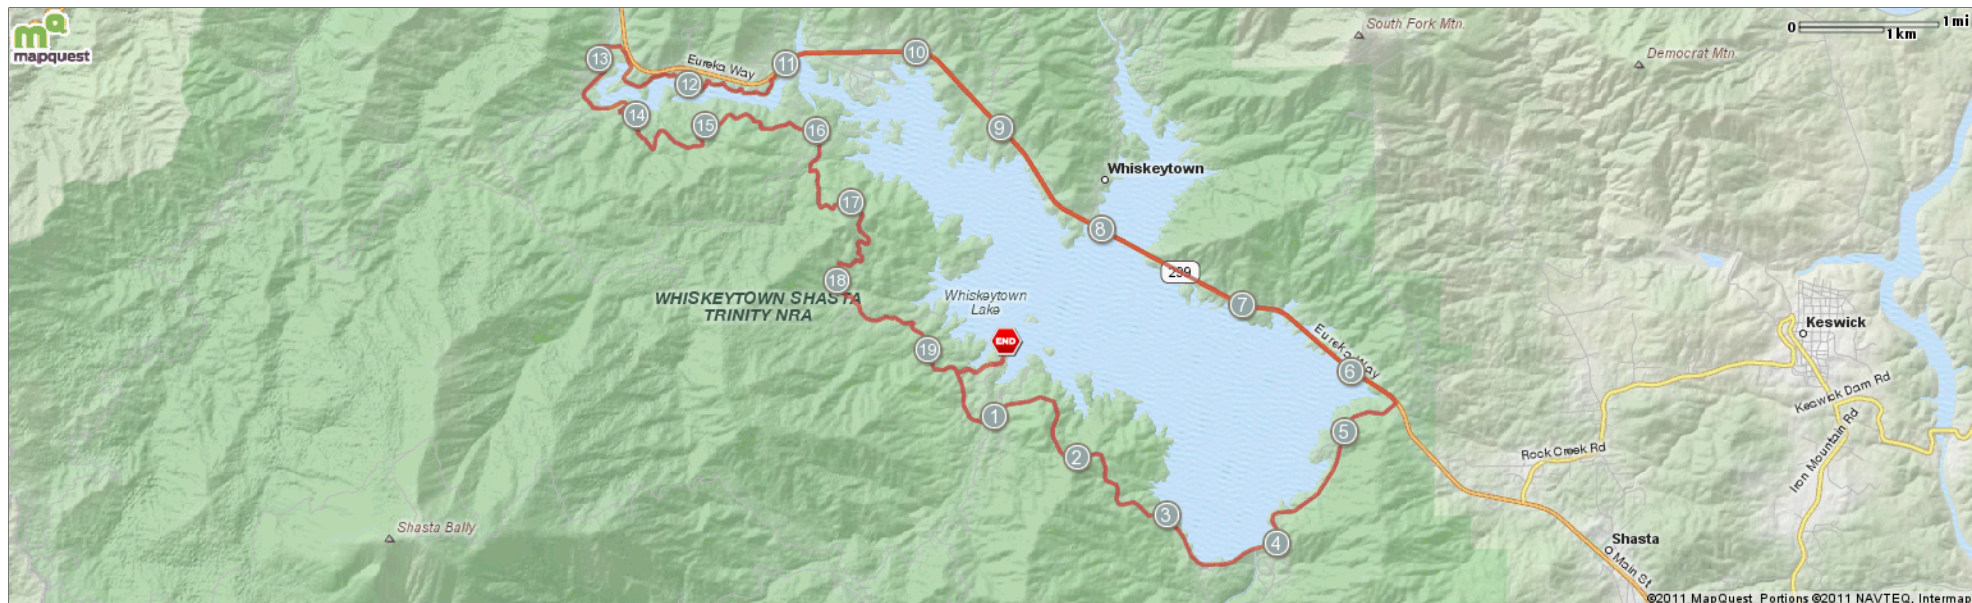 mq
mapquest
0
1 mi
1 km
South Fork Mtn.
Democrat Mtn.
13
Eureka Way
11
10
12
14
15
16
9
Whiskeytown
17
8
299
18
WHISKEYTOWN SHASTA
TRINITY NRA
Whiskeytown
Lake
7
Eureka Way
Keswick
END
19
6
Keswick Dam Rd
1
5
2
Rock Creek Rd
Iron Mountain Rd
3
4
Shasta Bally
Shasta
Main St
©2011 MapQuest Portions ©2011 NAVTEQ, Intermap